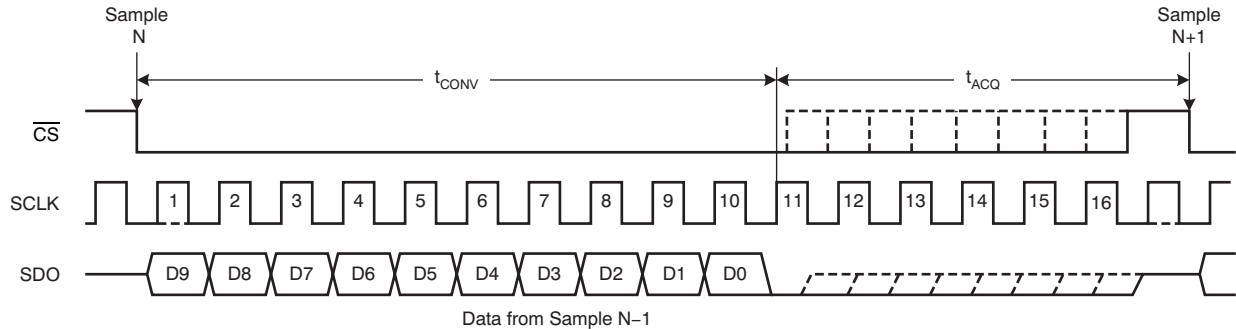 Sample
N
Sample
N+1
tCONV
tACQ
CS
SCLK
1 2 3 4 5 6 7 8 9 10 11 12 13 14 15 16
SDO
D9 D8 D7 D6 D5 D4 D3 D2 D1 D0
Data from Sample N−1